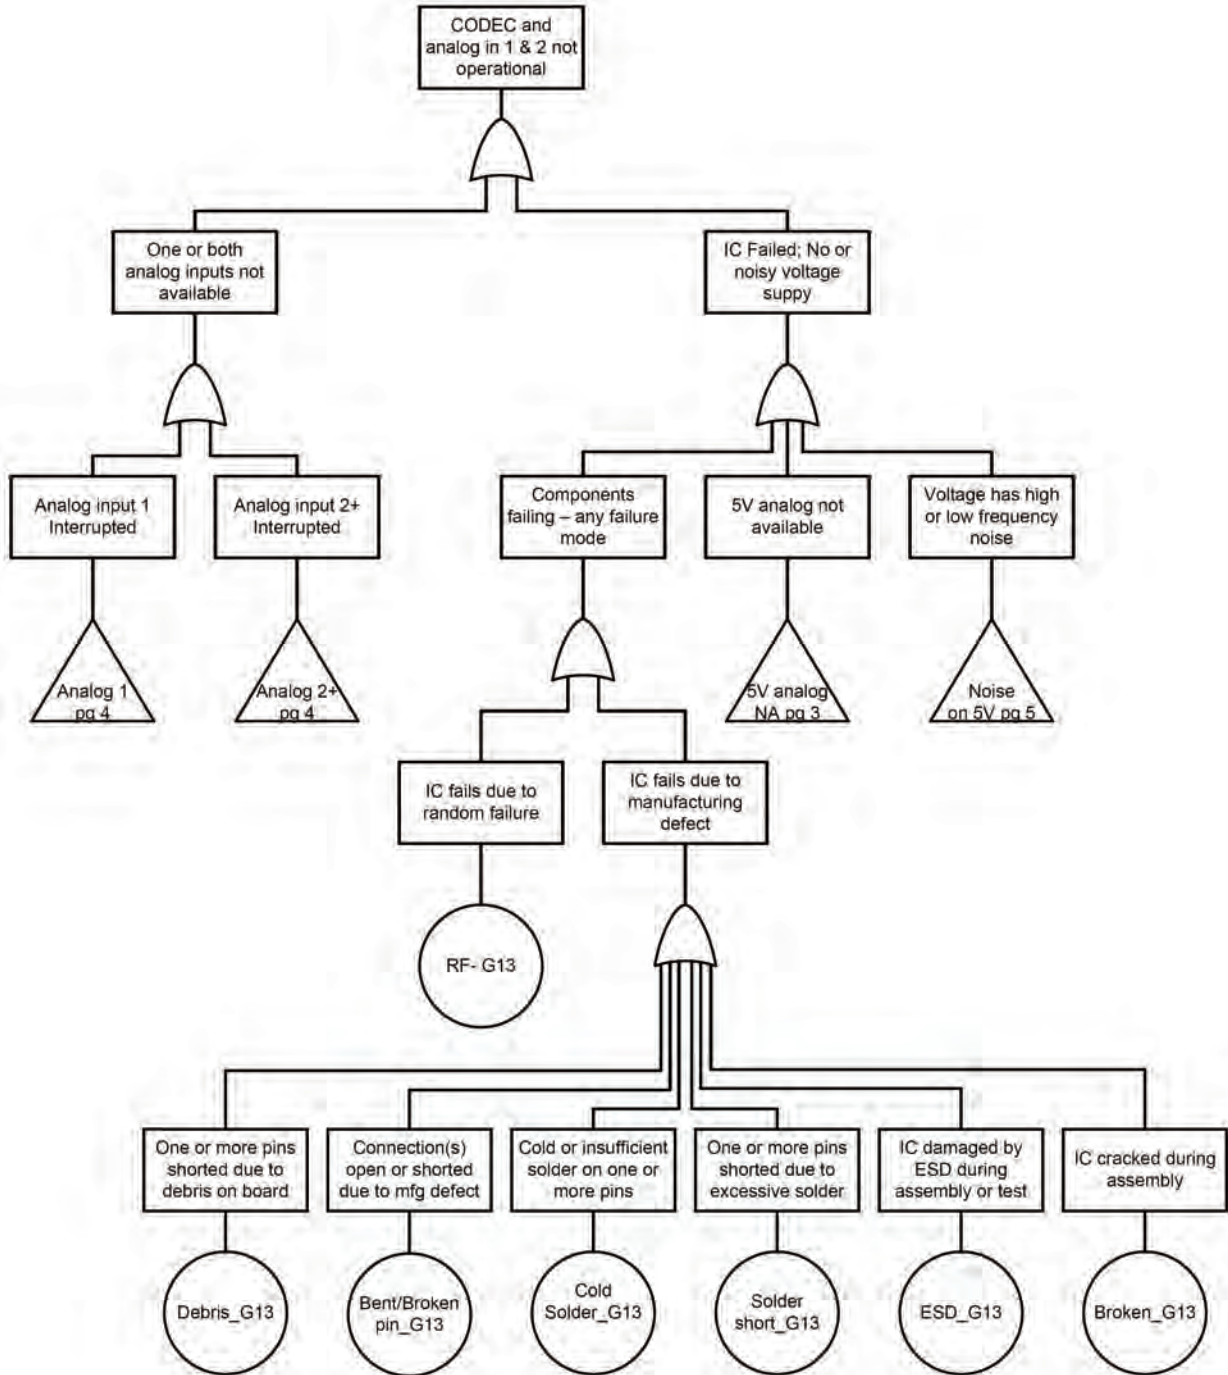 CODEC and
analog in 1 & 2 not
operational
One or both
analog inputs not
available
IC Failed; No or
noisy voltage
suppy
Analog input 1
Interrupted
Analog input 2+
Interrupted
Components
failing – any failure
mode
5V analog not
available
Voltage has high
or low frequency
noise
Analog 1
pg 4
Analog 2+
pg 4
5V analog
NA pg 3
Noise
on 5V pg 5
IC fails due to
random failure
IC fails due to
manufacturing
defect
RF- G13
One or more pins
shorted due to
debris on board
Connection(s)
open or shorted
due to mfg defect
Cold or insufficient
solder on one or
more pins
One or more pins
shorted due to
excessive solder
IC damaged by
ESD during
assembly or test
IC cracked during
assembly
Debris_G13
Bent/Broken
pin_G13
Cold
Solder_G13
Solder
short_G13
ESD_G13
Broken_G13